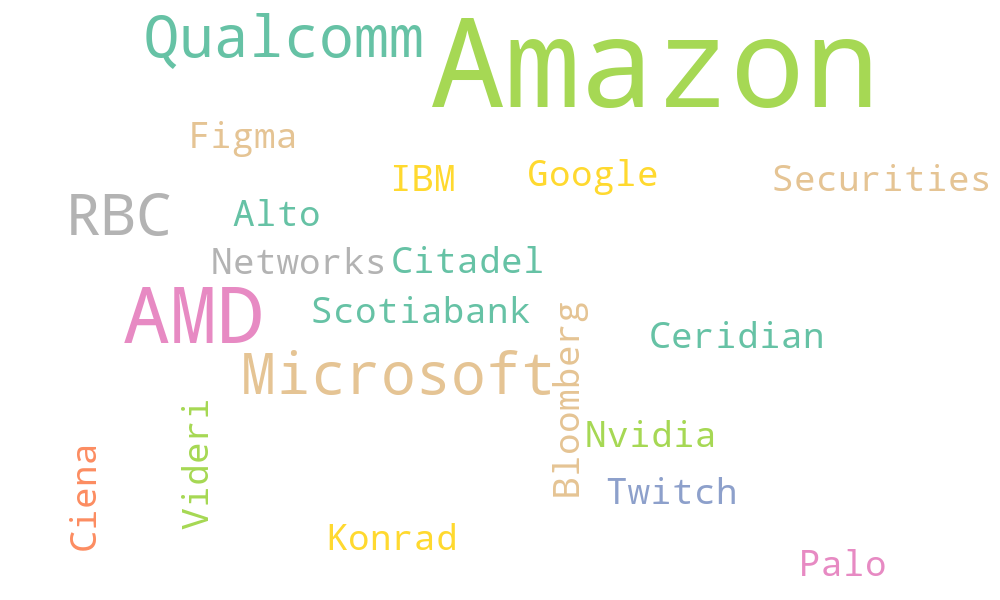 Qualcomm
Amazon
Figma
IBM
Google
Securities
RBC
Alto
Networks
Citadel
AMD
Scotiabank
Bloomberg
Ceridian
Microsoft
Videri
Nvidia
Ciena
Twitch
Konrad
Palo